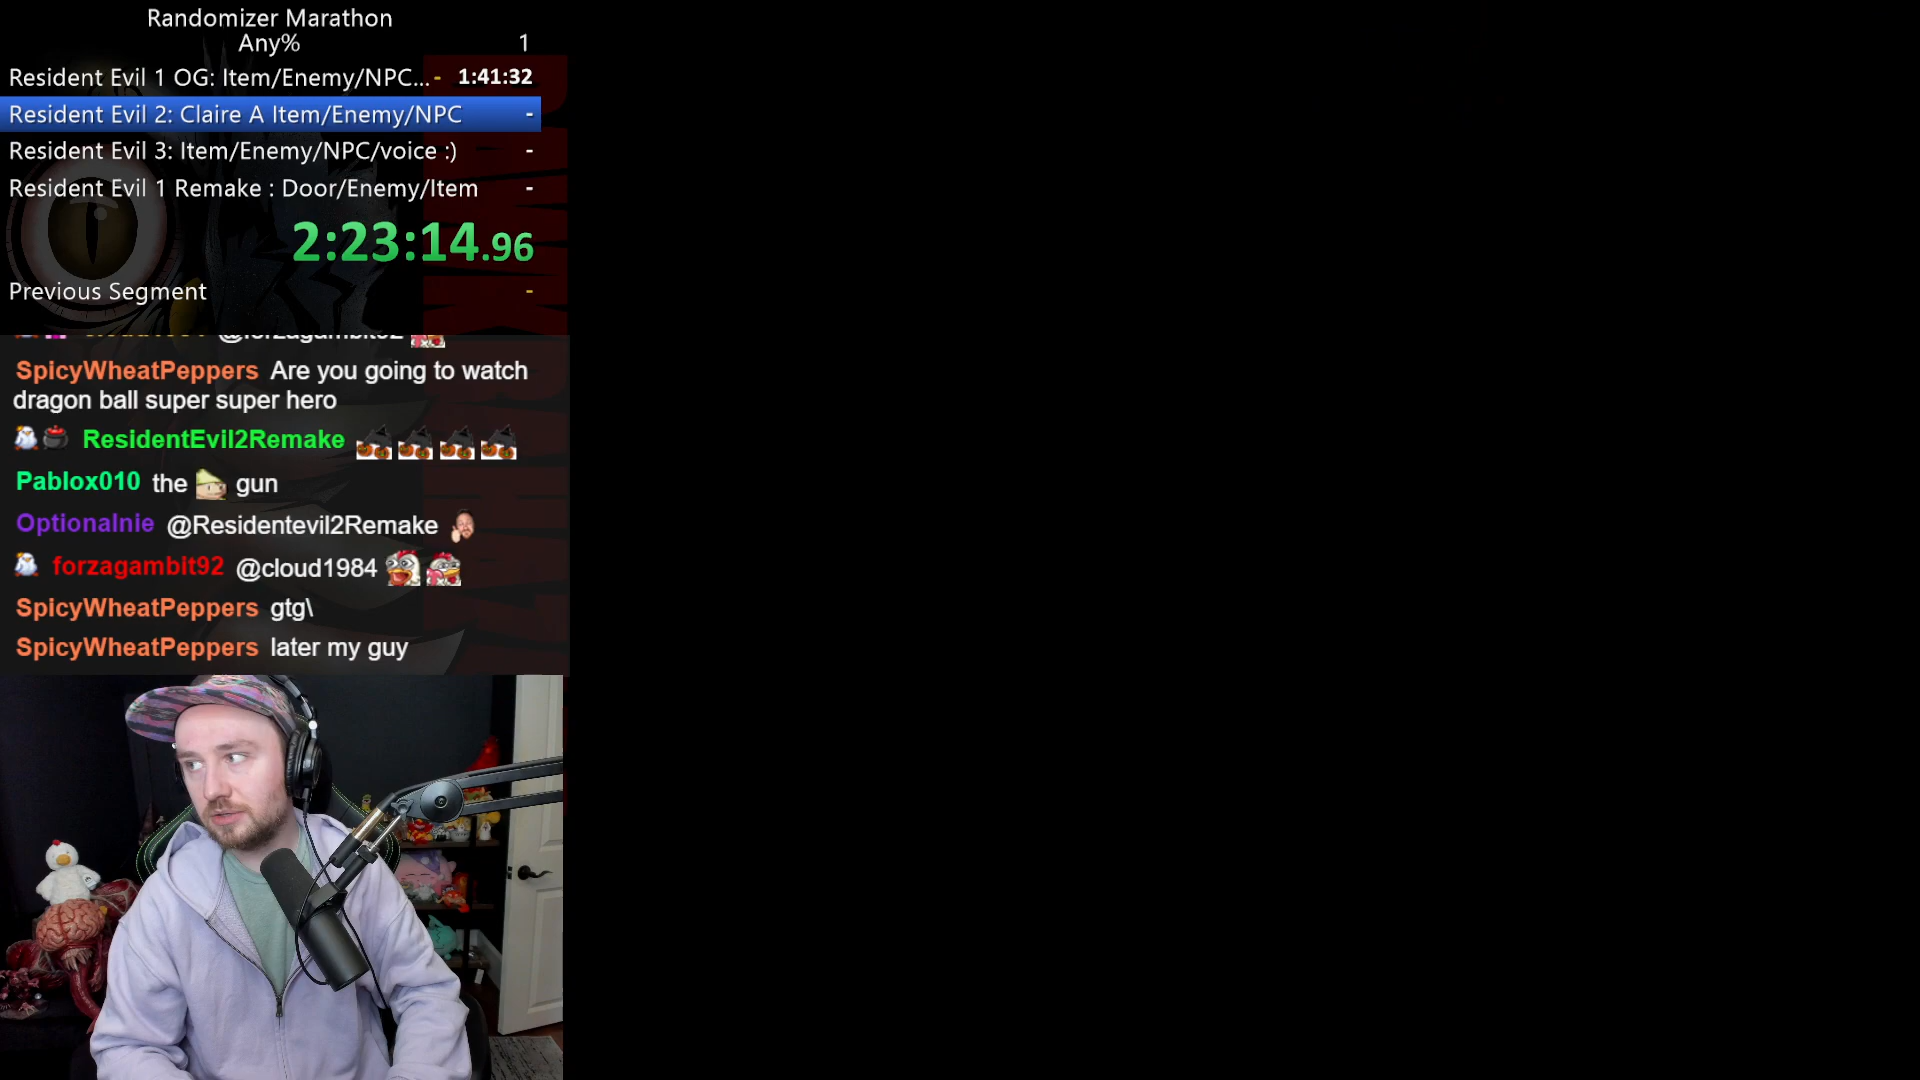 Randomizer Marathon
Any% 1
Resident Evil 1 OG: Item/Enemy/NPC... - 1:41:32
Resident Evil 2: Claire A Item/Enemy/NPC -
Resident Evil 3: Item/Enemy/NPC/voice :) -
Resident Evil 1 Remake : Door/Enemy/Item -
2:23:14.96
Previous Segment -
@forzagambit92
SpicyWheatPeppers Are you going to watch
dragon ball super super hero
ResidentEvil2Remake
Pablox010 the gun
Optionalnie @Residentevil2Remake
forzagambit92 @cloud1984
SpicyWheatPeppers gtg\
SpicyWheatPeppers later my guy